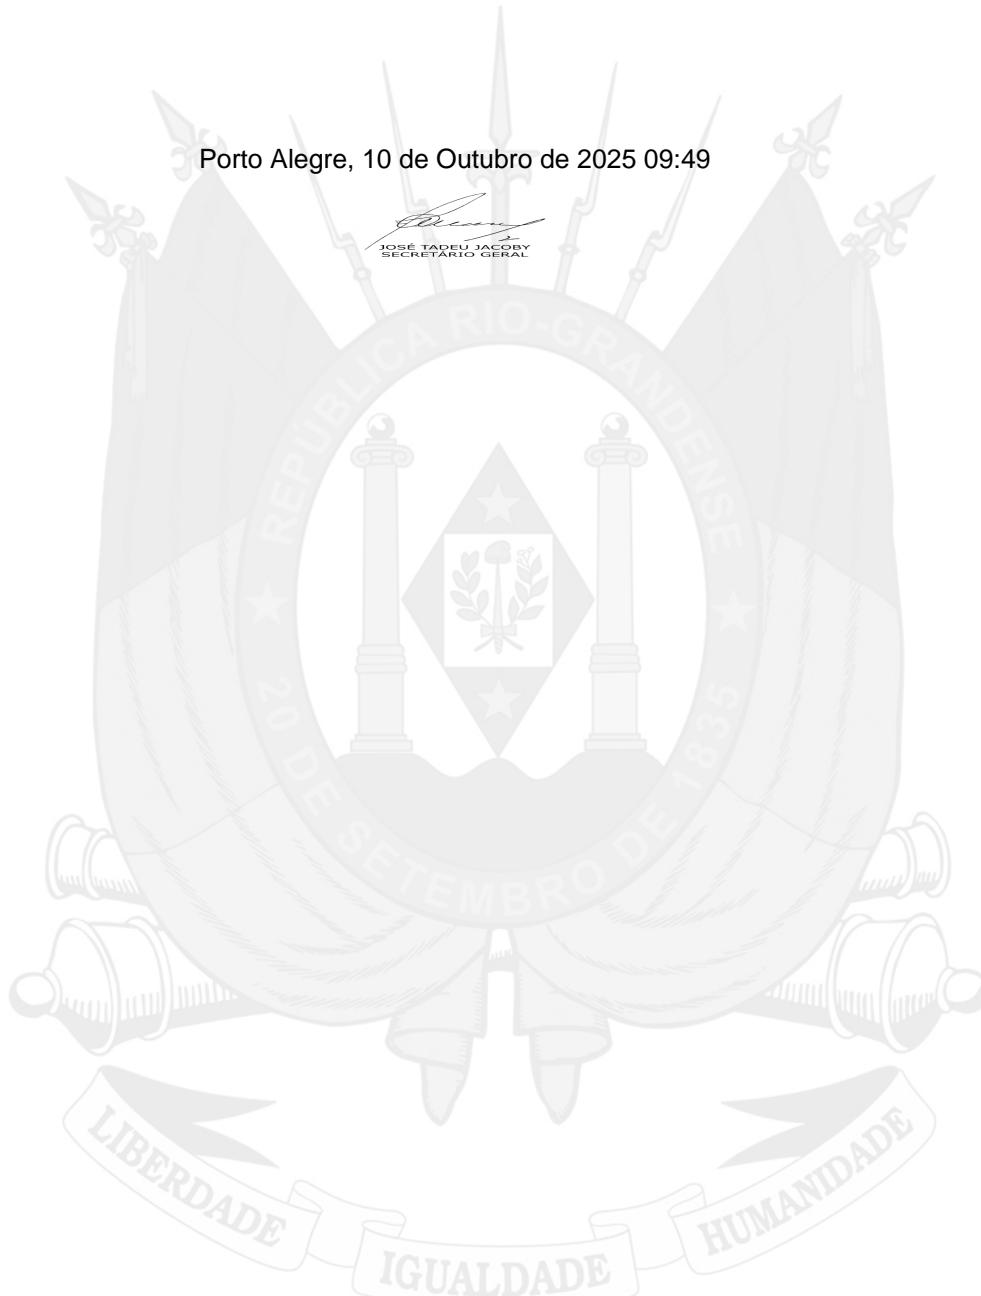 Porto Alegre, 10 de Outubro de 2025 09:49
JOSÉ TADEU JACOBY
SECRETÁRIO GERAL
REPÚBLICA RIO-GRANDENSE
20 DE SETEMBRO DE 1835
LIBERDADE
IGUALDADE
HUMANIDADE